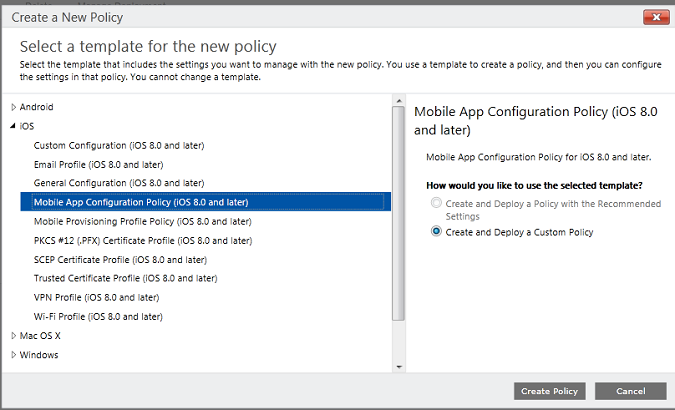 Create a New Policy
Select a template for the new policy
Select the template that includes the settings you want to manage with the new policy. You use a template to create a policy, and then you can configure
the settings in that policy. You cannot change a template.
Android
iOS
Custom Configuration (iOS 8.0 and later)
Email Profile (iOS 8.0 and later)
General Configuration (iOS 8.0 and later)
Mobile App Configuration Policy (iOS 8.0 and later)
Mobile Provisioning Profile Policy (iOS 8.0 and later)
PKCS #12 (.PFX) Certificate Profile (iOS 8.0 and later)
SCEP Certificate Profile (iOS 8.0 and later)
Trusted Certificate Profile (iOS 8.0 and later)
VPN Profile (iOS 8.0 and later)
Wi-Fi Profile (iOS 8.0 and later)
Mac OS X
Windows
Mobile App Configuration Policy (iOS 8.0
and later)
Mobile App Configuration Policy for iOS 8.0 and later.
How would you like to use the selected template?
Create and Deploy a Policy with the Recommended
Settings
Create and Deploy a Custom Policy
Create Policy
Cancel